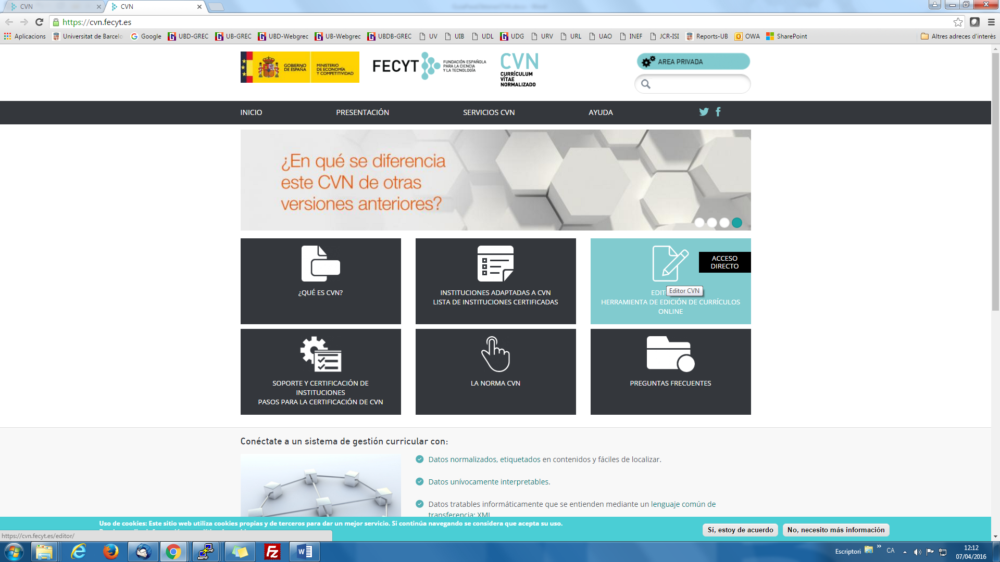 CVN
CVN
https://cvn.fecyt.es
Aplicacions
Universitat de Barcelo
Google
UBD-GREC
UB-GREC
UBD-Webgrec
UB-Webgrec
UBDB-GREC
UV
UIB
UDL
UDG
URV
URL
UAO
INEF
JCR-ISI
Reports-UB
OWA
SharePoint
Altres adreces d'interès
GOBIERNO
DE ESPAÑA
MINISTERIO
DE ECONOMÍA
Y COMPETITIVIDAD
FECYT
FUNDACIÓN ESPAÑOLA
PARA LA CIENCIA
Y LA TECNOLOGÍA
CVN
CURRÍCULUM
VÍTAE
NORMALIZADO
AREA PRIVADA
INICIO
PRESENTACIÓN
SERVICIOS CVN
AYUDA
¿En qué se diferencia
este CVN de otras
versiones anteriores?
¿QUÉ ES CVN?
INSTITUCIONES ADAPTADAS A CVN
LISTA DE INSTITUCIONES CERTIFICADAS
ACCESO
DIRECTO
EDIT
Editor CVN
HERRAMIENTA DE EDICIÓN DE CURRÍCULOS
ONLINE
SOPORTE Y CERTIFICACIÓN DE
INSTITUCIONES
PASOS PARA LA CERTIFICACIÓN DE CVN
LA NORMA CVN
PREGUNTAS FRECUENTES
Conéctate a un sistema de gestión curricular con:
Datos normalizados, etiquetados en contenidos y fáciles de localizar.
Datos unívocamente interpretables.
Datos tratables informáticamente que se entienden mediante un lenguaje común de
transferencia: XML
Uso de cookies: Este sitio web utiliza cookies propias y de terceros para dar un mejor servicio. Si continúa navegando se considera que acepta su uso.
Sí, estoy de acuerdo
No, necesito más información
https://cvn.fecyt.es/editor/
Escriptori
CA
12:12
07/04/2016